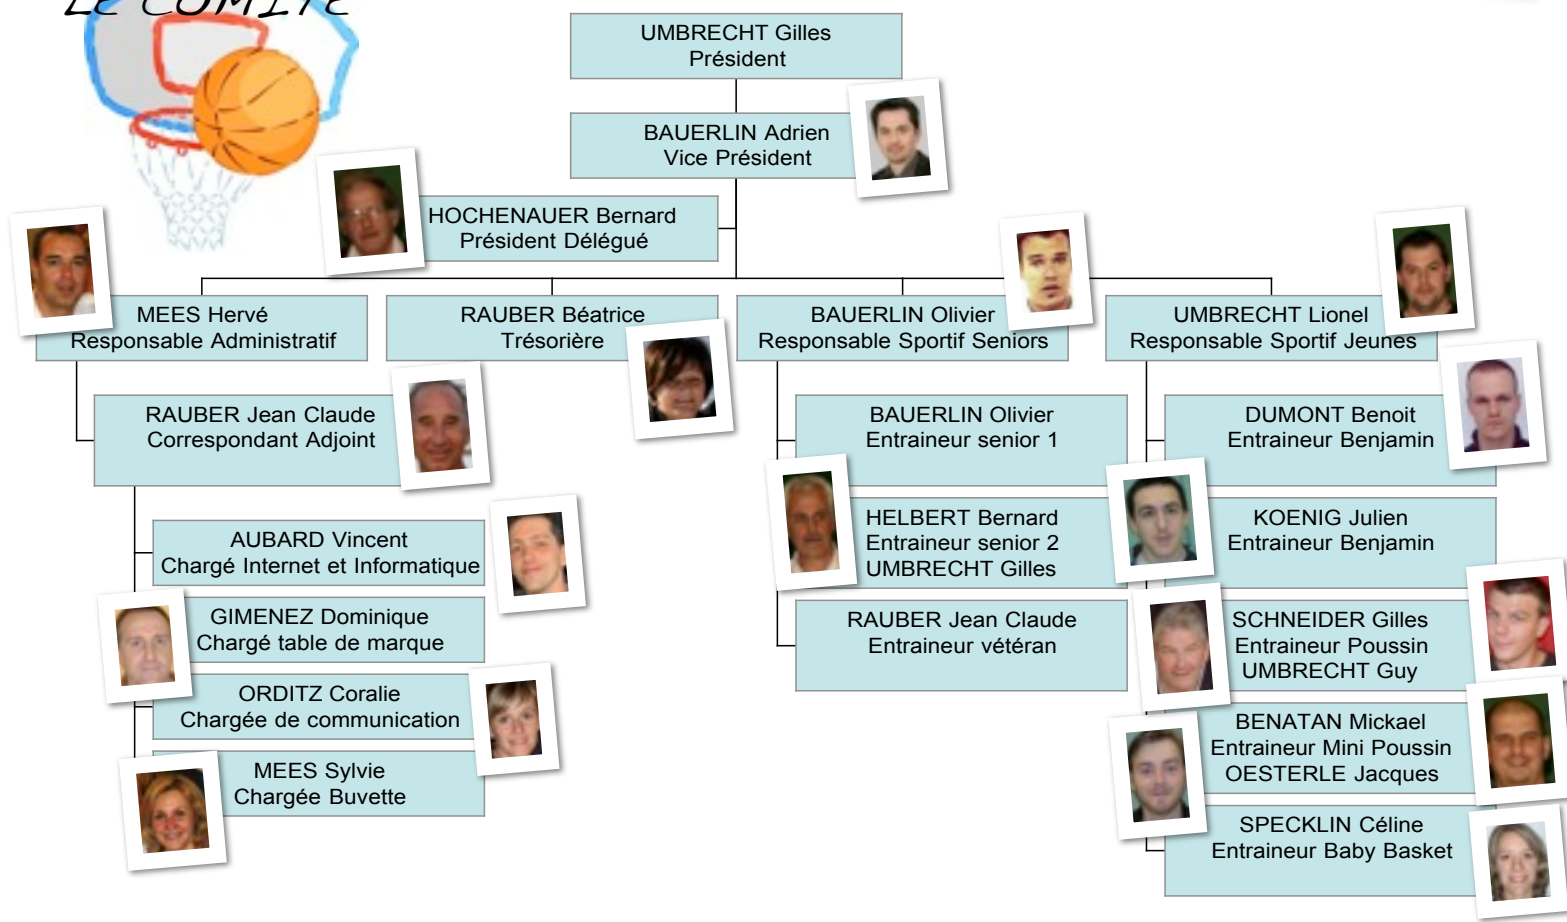 LE COMITE
UMBRECHT Gilles
Président
BAUERLIN Adrien
Vice Président
HOCHENAUER Bernard
Président Délégué
MEES Hervé
Responsable Administratif
RAUBER Béatrice
Trésorière
BAUERLIN Olivier
Responsable Sportif Seniors
UMBRECHT Lionel
Responsable Sportif Jeunes
RAUBER Jean Claude
Correspondant Adjoint
AUBARD Vincent
Chargé Internet et Informatique
GIMENEZ Dominique
Chargé table de marque
ORDITZ Coralie
Chargée de communication
MEES Sylvie
Chargée Buvette
BAUERLIN Olivier
Entraineur senior 1
HELBERT Bernard
Entraineur senior 2
UMBRECHT Gilles
RAUBER Jean Claude
Entraineur vétéran
DUMONT Benoit
Entraineur Benjamin
KOENIG Julien
Entraineur Benjamin
SCHNEIDER Gilles
Entraineur Poussin
UMBRECHT Guy
BENATAN Mickael
Entraineur Mini Poussin
OESTERLE Jacques
SPECKLIN Céline
Entraineur Baby Basket